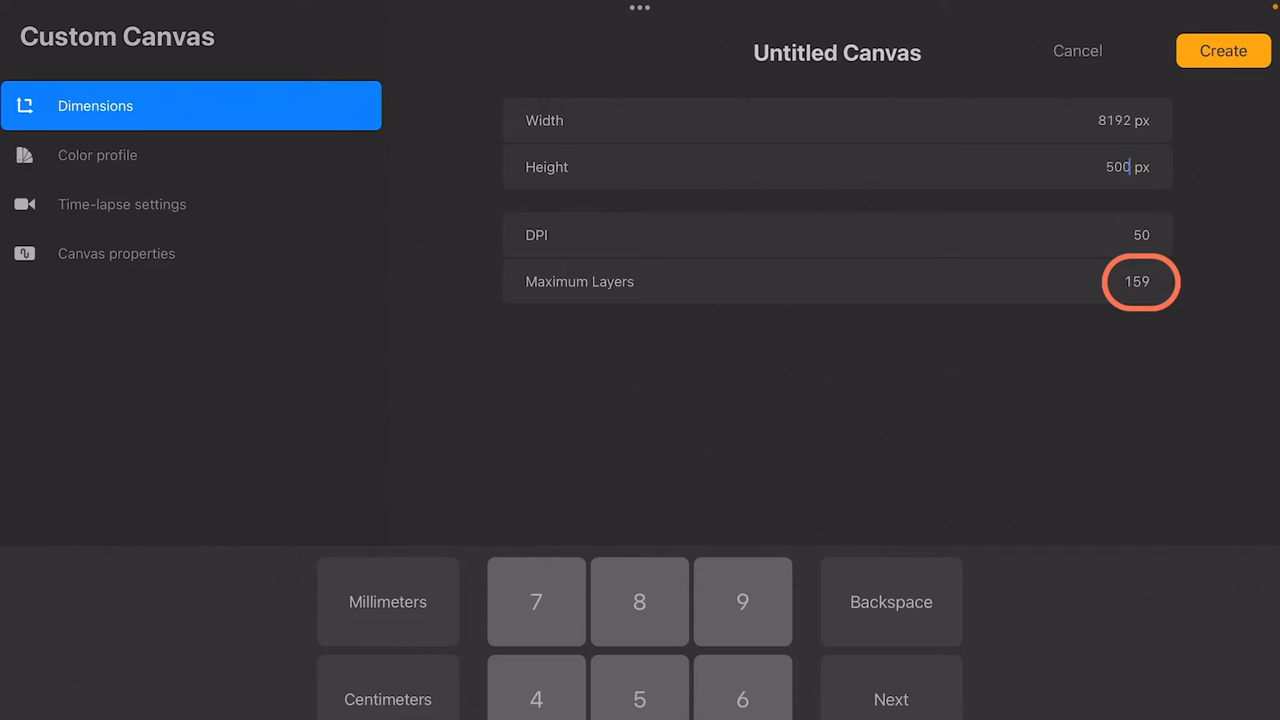 Custom Canvas
Untitled Canvas
Cancel
Create
Dimensions
Color profile
Time-lapse settings
Canvas properties
Width 8192 px
Height 500 px
DPI 50
Maximum Layers 159
Millimeters 7 8 9 Backspace
Centimeters 4 5 6 Next